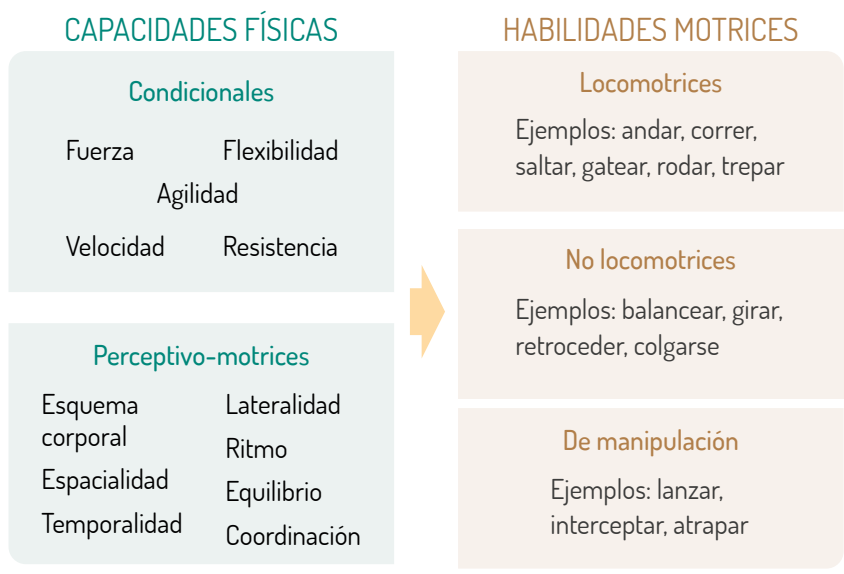 CAPACIDADES FÍSICAS
Condicionales
Fuerza
Flexibilidad
Agilidad
Velocidad
Resistencia
Perceptivo-motrices
Esquema
corporal
Espacialidad
Temporalidad
Lateralidad
Ritmo
Equilibrio
Coordinación
HABILIDADES MOTRICES
Locomotrices
Ejemplos: andar, correr,
saltar, gatear, rodar, trepar
No locomotrices
Ejemplos: balancear, girar,
retroceder, colgarse
De manipulación
Ejemplos: lanzar,
interceptar, atrapar